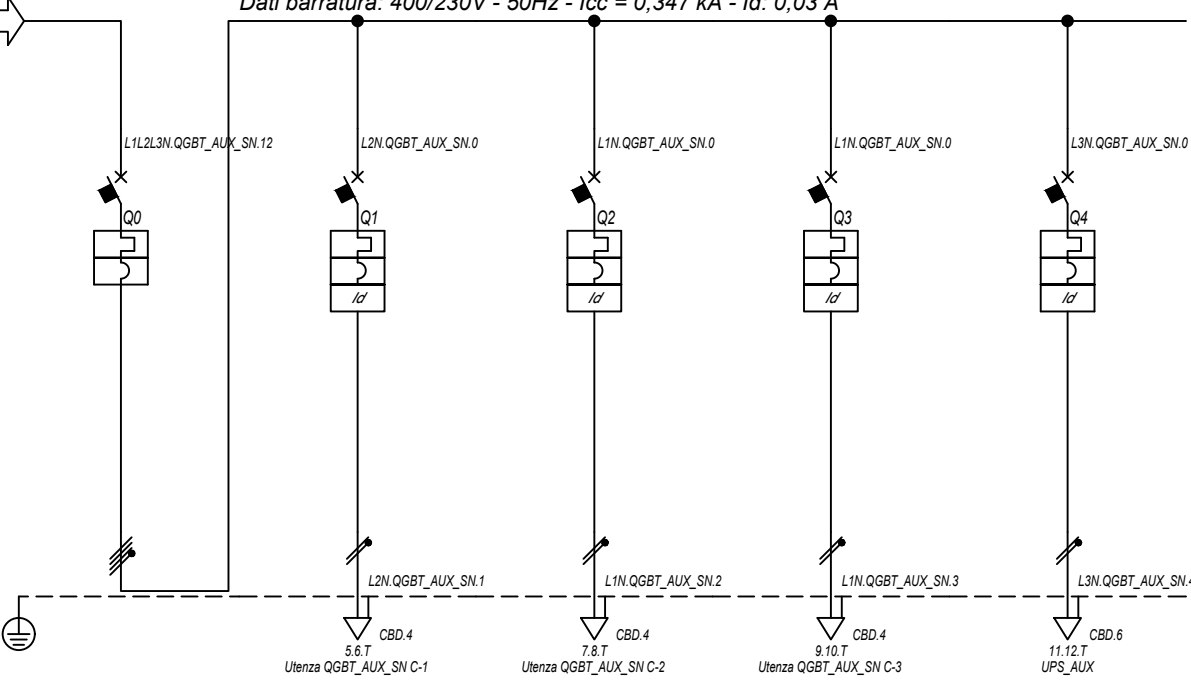 Dati barratura: 400/230V - 50Hz - Icc = 0,347 kA - Id: 0,03 A
L1L2L3N.QGBT_AUX_SN.12
L2N.QGBT_AUX_SN.0
L1N.QGBT_AUX_SN.0
L1N.QGBT_AUX_SN.0
L3N.QGBT_AUX_SN.0
Q0
Q1
Q2
Q3
Q4
Id
Id
Id
Id
L2N.QGBT_AUX_SN.1
L1N.QGBT_AUX_SN.2
L1N.QGBT_AUX_SN.3
L3N.QGBT_AUX_SN.4
CBD.4
CBD.4
CBD.4
CBD.6
5.6.T
7.8.T
9.10.T
11.12.T
Utenza QGBT_AUX_SN C-1
Utenza QGBT_AUX_SN C-2
Utenza QGBT_AUX_SN C-3
UPS_AUX